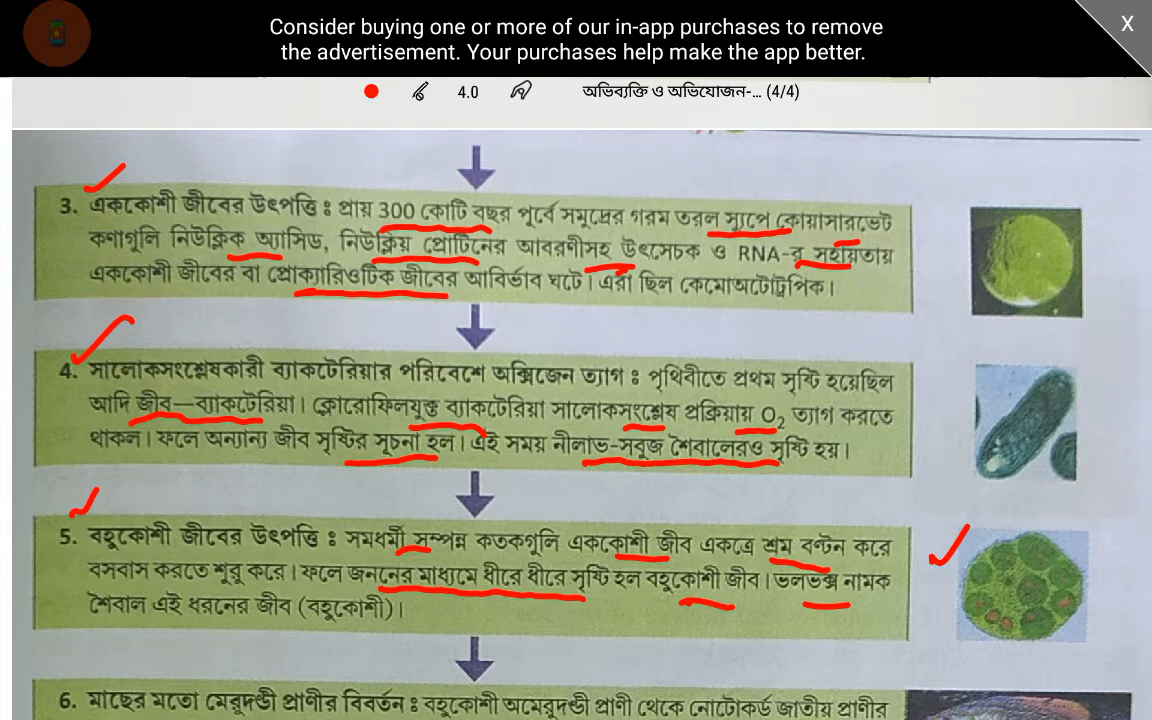 Consider buying one or more of our in-app purchases to remove
the advertisement. Your purchases help make the app better.
X
4.0 অভিব্যক্তি ও অভিযোজন-... (4/4)
3. এককোশী জীবের উৎপত্তি : প্রায় 300 কোটি বছর পূর্বে সমুদ্রের গরম তরল স্যুপে কোয়াসারভেট
কণাগুলি নিউক্লিক অ্যাসিড, নিউক্লিয় প্রোটিনের আবরণীসহ উৎসেচক ও RNA-র সহায়িতায়
এককোশী জীবের বা প্রোক্যারিওটিক জীবের আবির্ভাব ঘটে। এরা ছিল কেমোঅটোট্রপিক।
4. সালোকসংশ্লেষকারী ব্যাকটেরিয়ার পরিবেশে অক্সিজেন ত্যাগ : পৃথিবীতে প্রথম সৃষ্টি হয়েছিল
আদি জীব—ব্যাকটেরিয়া। ক্লোরোফিলযুক্ত ব্যাকটেরিয়া সালোকসংশ্লেষ প্রক্রিয়ায় O₂ ত্যাগ করতে
থাকল। ফলে অন্যান্য জীব সৃষ্টির সূচনা হল। এই সময় নীলাভ-সবুজ শৈবালেরও সৃষ্টি হয়।
5. বহুকোশী জীবের উৎপত্তি : সমধর্মী সম্পন্ন কতকগুলি এককোশী জীব একত্রে শ্রম বণ্টন করে
বসবাস করতে শুরু করে। ফলে জননের মাধ্যমে ধীরে ধীরে সৃষ্টি হল বহুকোশী জীব। ভলভক্স নামক
শৈবাল এই ধরনের জীব (বহুকোশী)।
6. মাছের মতো মেরুদণ্ডী প্রাণীর বিবর্তন : বহুকোশী অমেরুদণ্ডী প্রাণী থেকে নোটোকর্ড জাতীয় প্রাণীর